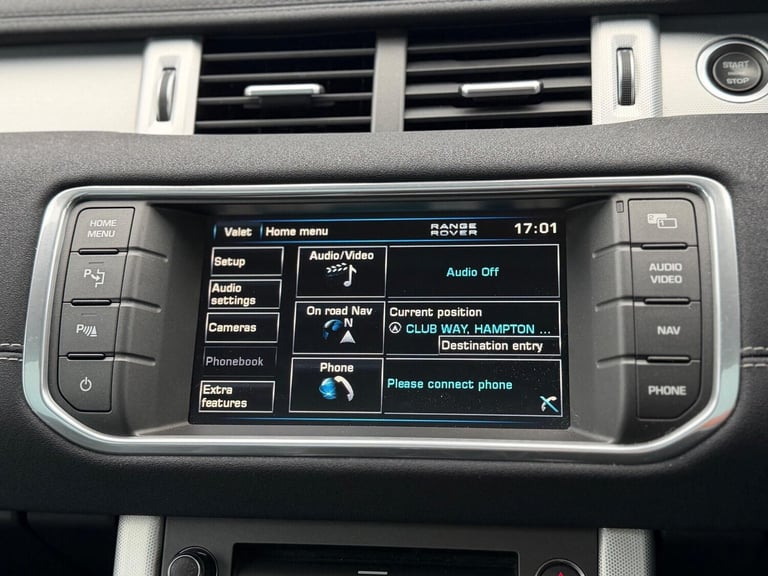 START
STOP
HOME
MENU
Valet
Home menu
RANGE
ROVER
17:01
2
1
Setup
Audio/Video
Audio Off
AUDIO
VIDEO
P
Audio
settings
On road Nav
N
Current position
CLUB WAY, HAMPTON ...
Destination entry
Cameras
NAV
P
Phonebook
Phone
Please connect phone
Extra
features
PHONE